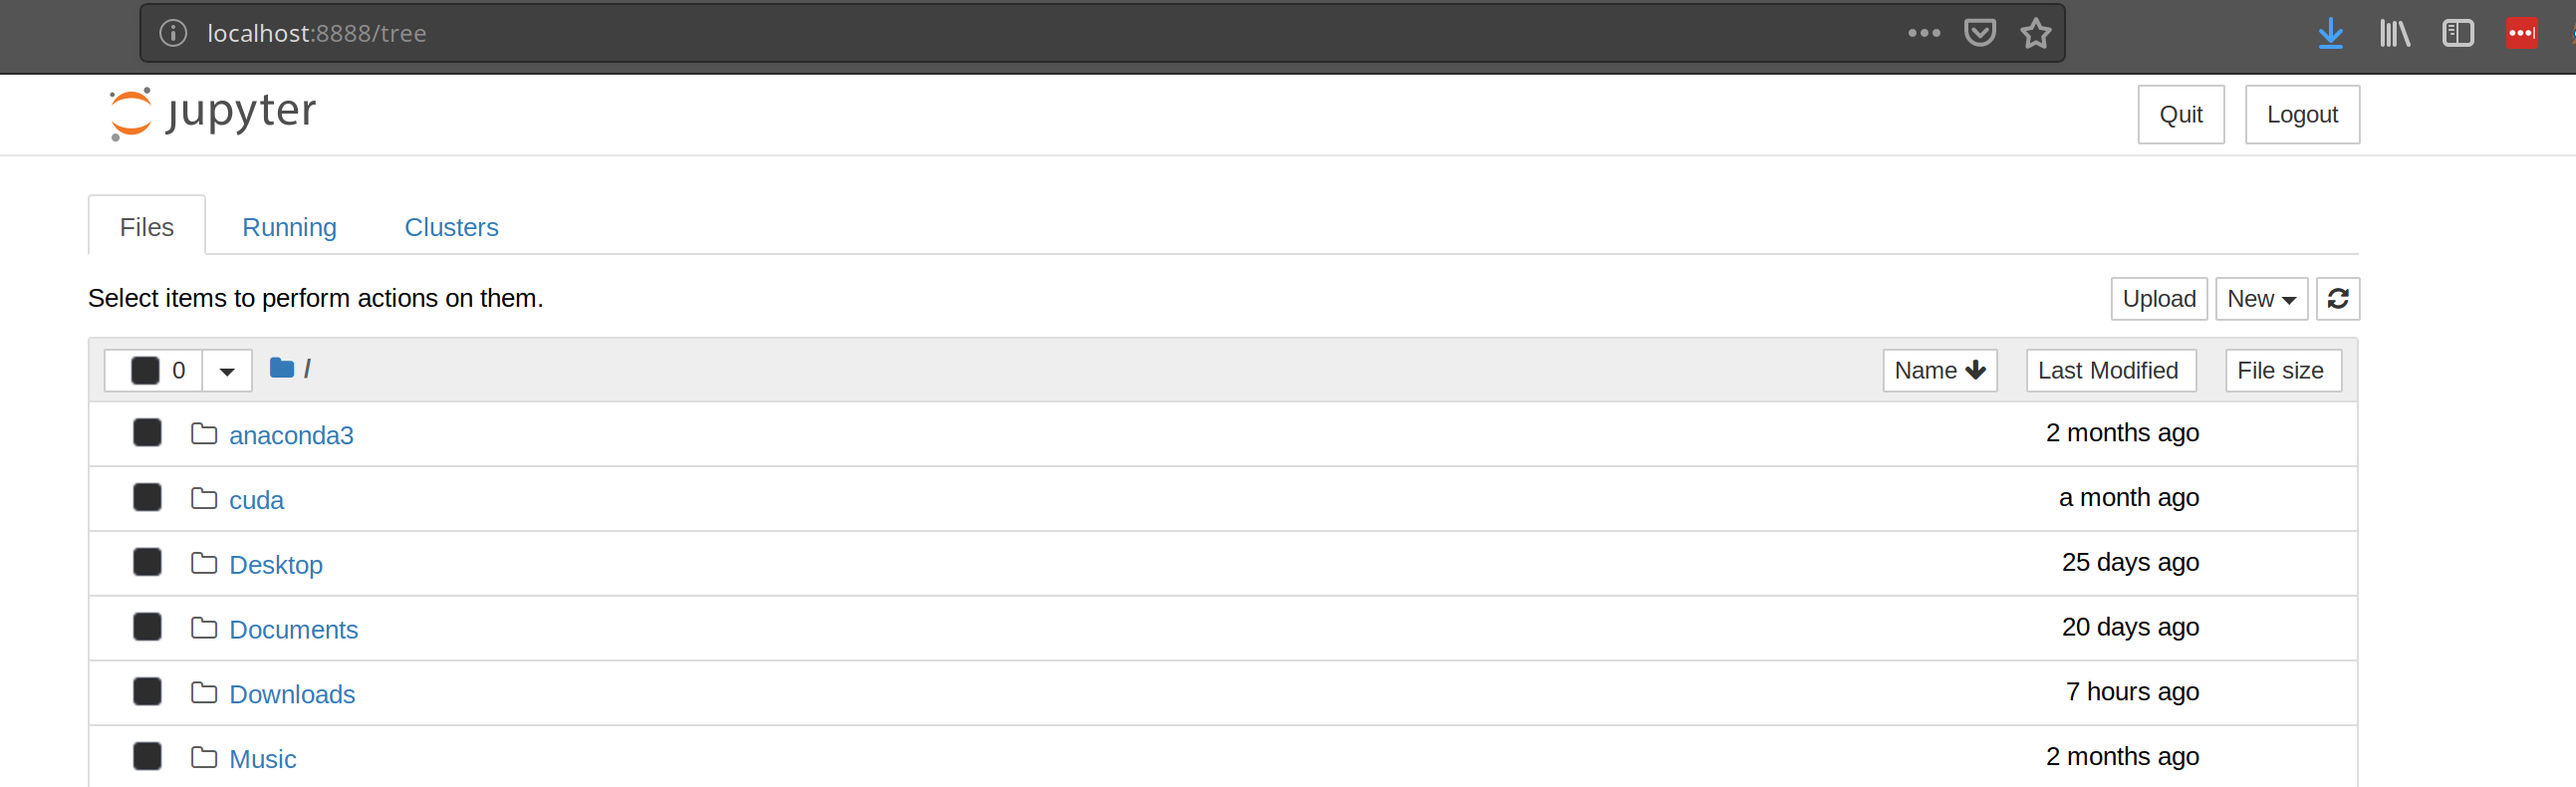 localhost:8888/tree
jupyter
Quit Logout
Files Running Clusters
Select items to perform actions on them.
Upload New
0 /
Name Last Modified File size
anaconda3 2 months ago
cuda a month ago
Desktop 25 days ago
Documents 20 days ago
Downloads 7 hours ago
Music 2 months ago